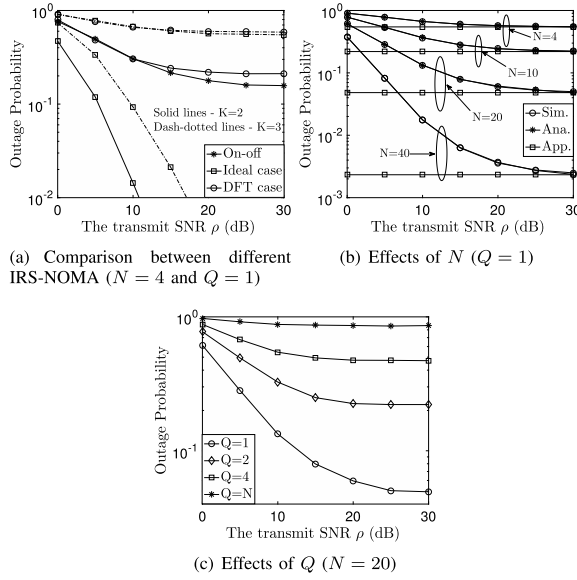 10^0
10^-1
10^-2
Outage Probability
Solid lines - K=2
Dash-dotted lines - K=3
On-off
Ideal case
DFT case
0 10 20 30
The transmit SNR ρ (dB)
(a) Comparison between different
IRS-NOMA (N = 4 and Q = 1)
10^0
10^-1
10^-2
10^-3
Outage Probability
N=4
N=10
N=20
N=40
Sim.
Ana.
App.
0 10 20 30
The transmit SNR ρ (dB)
(b) Effects of N (Q = 1)
10^0
10^-1
Outage Probability
Q=1
Q=2
Q=4
Q=N
0 10 20 30
The transmit SNR ρ (dB)
(c) Effects of Q (N = 20)